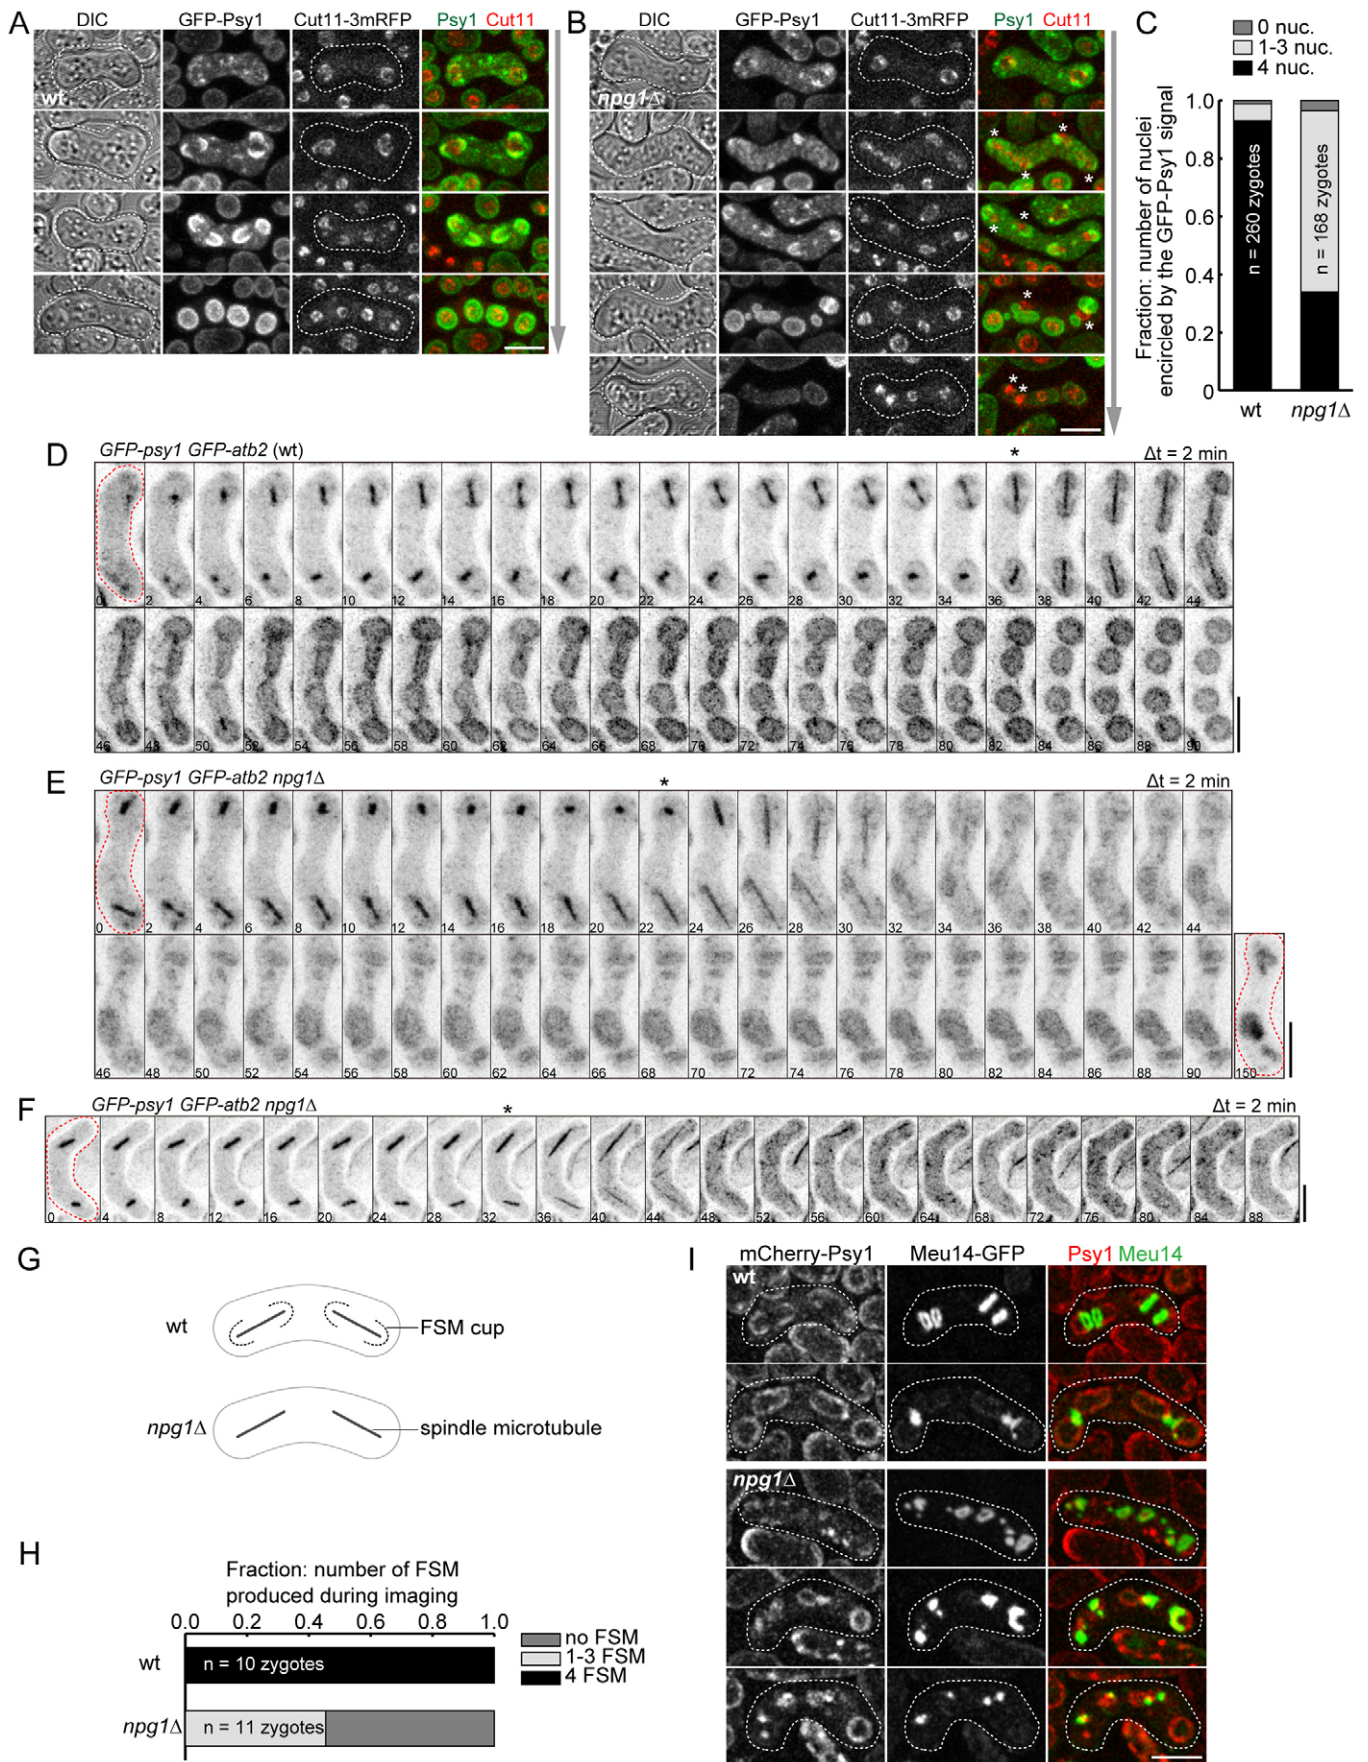 A
DIC GFP-Psy1 Cut11-3mRFP Psy1 Cut11
wt
B
DIC GFP-Psy1 Cut11-3mRFP Psy1 Cut11
npg1Δ
* * * *
* *
* *
* *
C
0 nuc.
1-3 nuc.
4 nuc.
Fraction: number of nuclei
encircled by the GFP-Psy1 signal
1.0
0.8
0.6
0.4
0.2
0
n = 260 zygotes
n = 168 zygotes
wt npg1Δ
D
GFP-psy1 GFP-atb2 (wt) * Δt = 2 min
0 2 4 6 8 10 12 14 16 18 20 22 24 26 28 30 32 34 36 38 40 42 44
46 48 50 52 54 56 58 60 62 64 66 68 70 72 74 76 78 80 82 84 86 88 90
E
GFP-psy1 GFP-atb2 npg1Δ * Δt = 2 min
0 2 4 6 8 10 12 14 16 18 20 22 24 26 28 30 32 34 36 38 40 42 44
46 48 50 52 54 56 58 60 62 64 66 68 70 72 74 76 78 80 82 84 86 88 90 150
F
GFP-psy1 GFP-atb2 npg1Δ * Δt = 2 min
0 4 8 12 16 20 24 28 32 36 40 44 48 52 56 60 64 68 72 76 80 84 88
G
wt
FSM cup
npg1Δ
spindle microtubule
H
Fraction: number of FSM
produced during imaging
0.0 0.2 0.4 0.6 0.8 1.0
wt
n = 10 zygotes
npg1Δ
n = 11 zygotes
no FSM
1-3 FSM
4 FSM
I
mCherry-Psy1 Meu14-GFP Psy1 Meu14
wt
npg1Δ